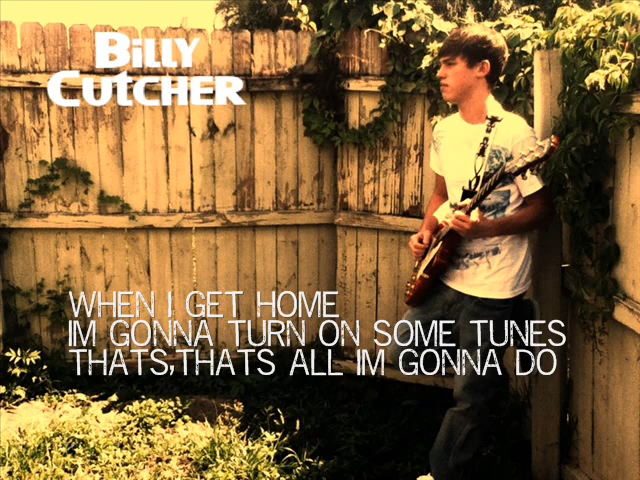 BiLLY
CUtCHER
WHEN I GET HOME
IM GONNA TURN ON SOME TUNES
THATS,THATS ALL IM GONNA DO